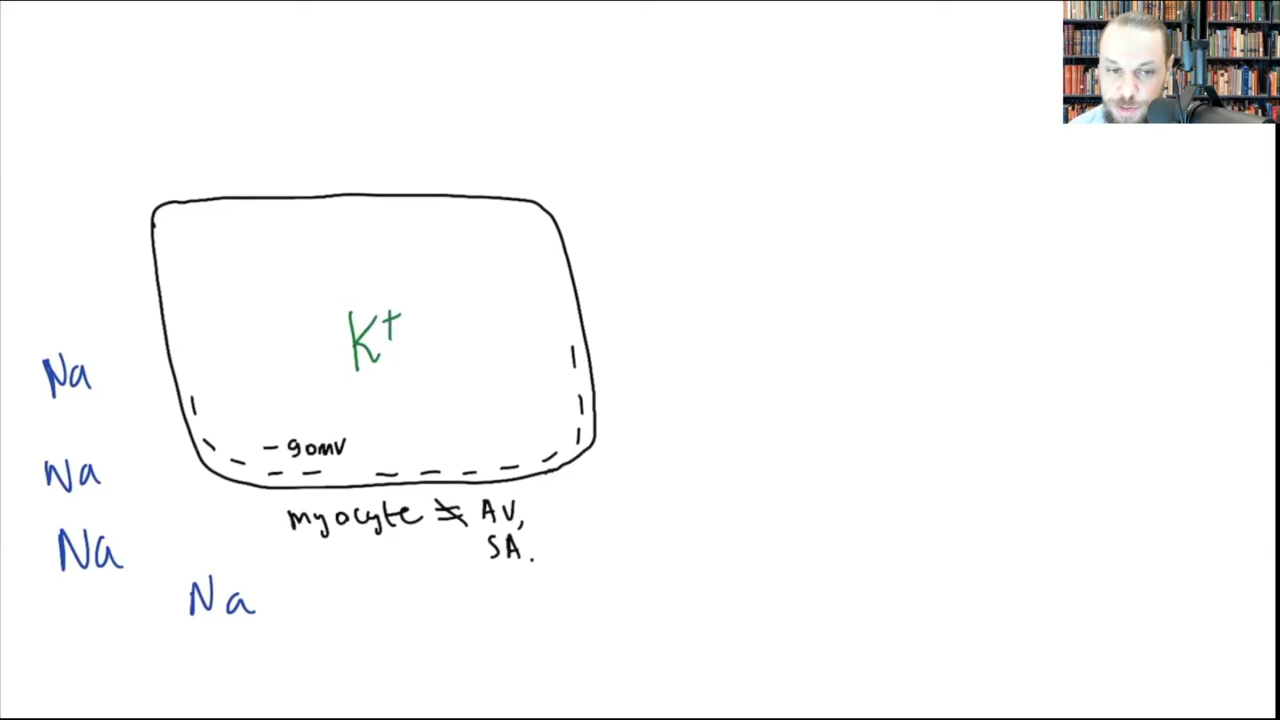 K+
Na
- 90mV
Na
myocyte ≠ AV,
SA.
Na
Na